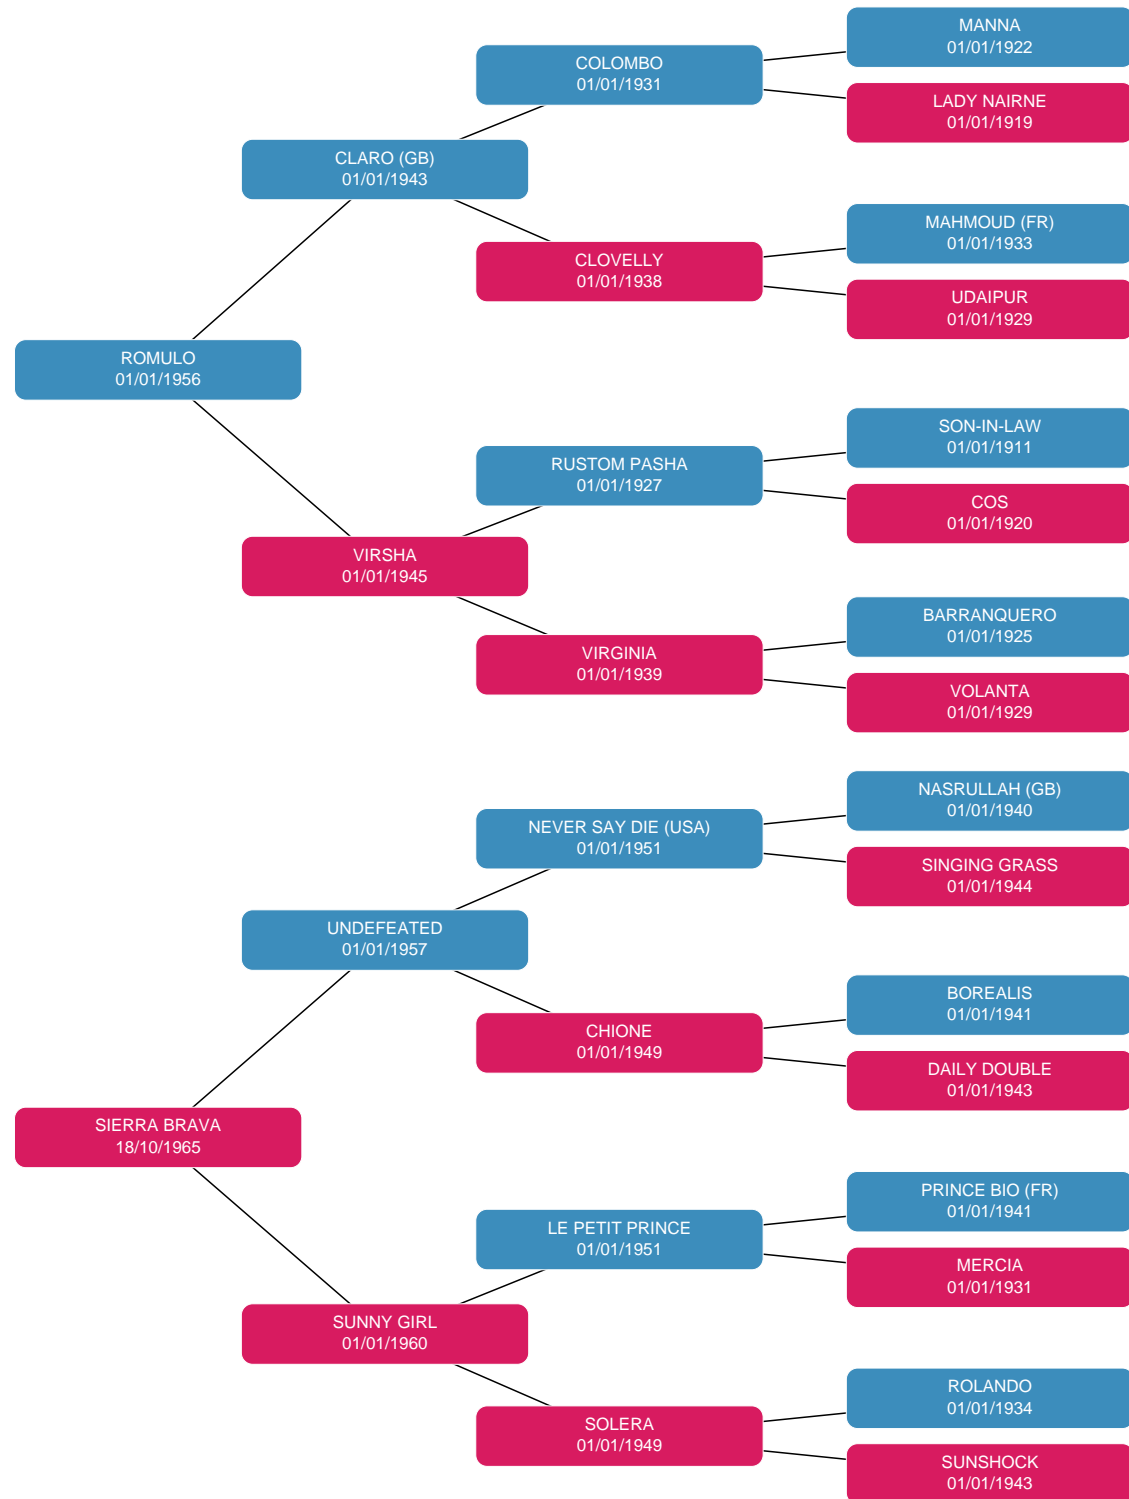 MANNA
01/01/1922
COLOMBO
01/01/1931
LADY NAIRNE
01/01/1919
CLARO (GB)
01/01/1943
MAHMOUD (FR)
01/01/1933
CLOVELLY
01/01/1938
UDAIPUR
01/01/1929
ROMULO
01/01/1956
SON-IN-LAW
01/01/1911
RUSTOM PASHA
01/01/1927
COS
01/01/1920
VIRSHA
01/01/1945
BARRANQUERO
01/01/1925
VIRGINIA
01/01/1939
VOLANTA
01/01/1929
NASRULLAH (GB)
01/01/1940
NEVER SAY DIE (USA)
01/01/1951
SINGING GRASS
01/01/1944
UNDEFEATED
01/01/1957
BOREALIS
01/01/1941
CHIONE
01/01/1949
DAILY DOUBLE
01/01/1943
SIERRA BRAVA
18/10/1965
PRINCE BIO (FR)
01/01/1941
LE PETIT PRINCE
01/01/1951
MERCIA
01/01/1931
SUNNY GIRL
01/01/1960
ROLANDO
01/01/1934
SOLERA
01/01/1949
SUNSHOCK
01/01/1943